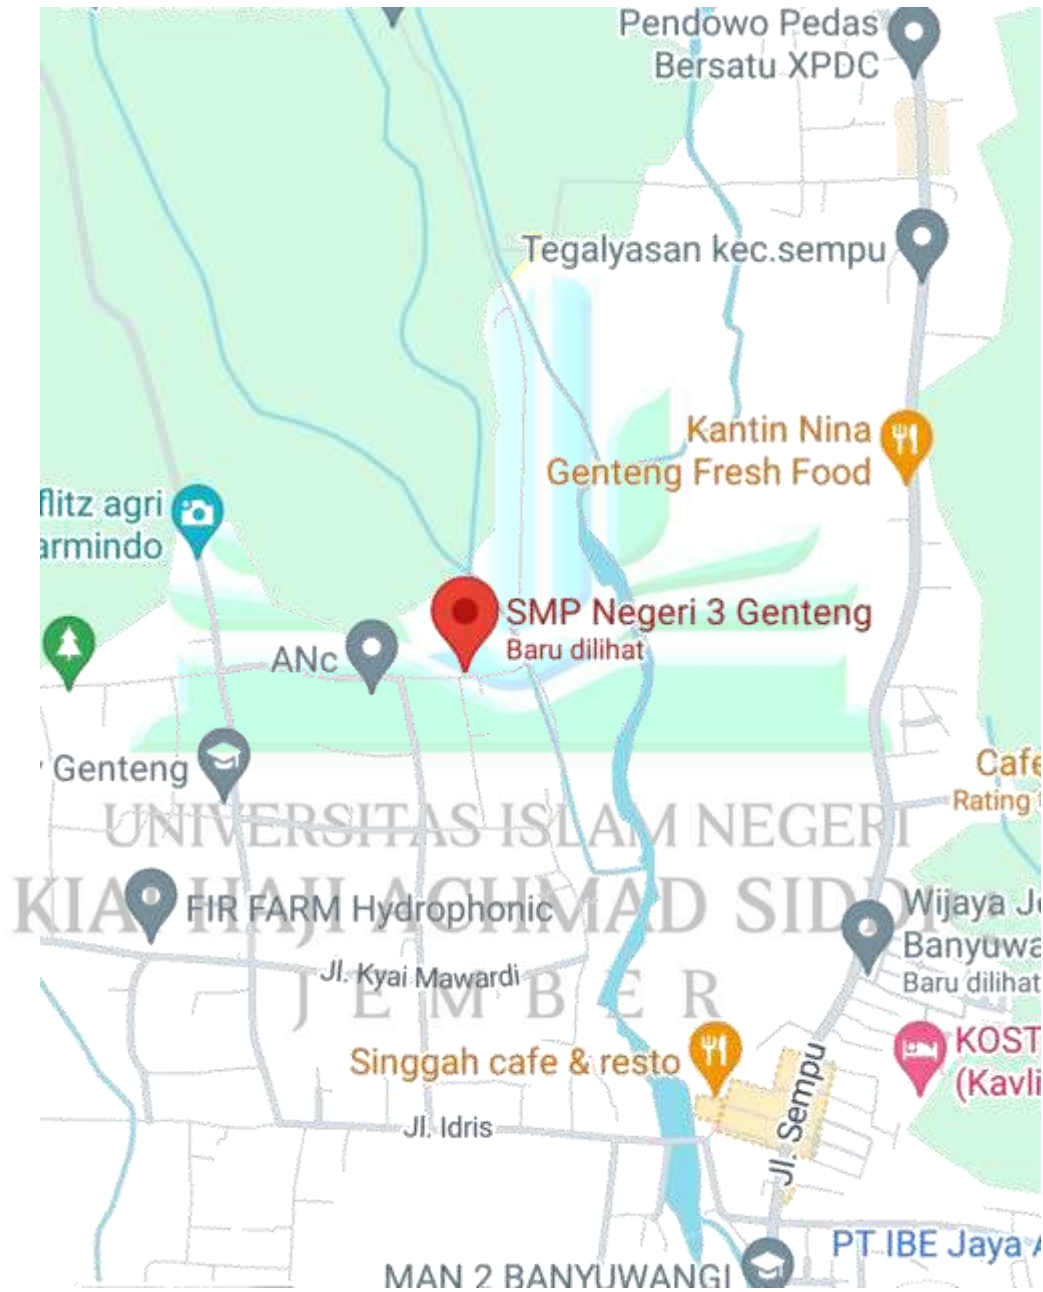 Pendowo Pedas
Bersatu XPDC
Tegalyasan kec.sempu
Kantin Nina
Genteng Fresh Food
flitz agri
armindo
SMP Negeri 3 Genteng
Baru dilihat
ANc
Genteng
Cafe
Rating
UNIVERSITAS ISLAM NEGERI
KIAI HAJI ACHMAD SIDDI
FIR FARM Hydrophonic
Wijaya Je
Banyuwa
Baru dilihat
Jl. Kyai Mawardi
JEMBER
Singgah cafe & resto
KOST
(Kavli
Jl. Sempu
Jl. Idris
PT IBE Jaya A
MAN 2 BANYUWANGI